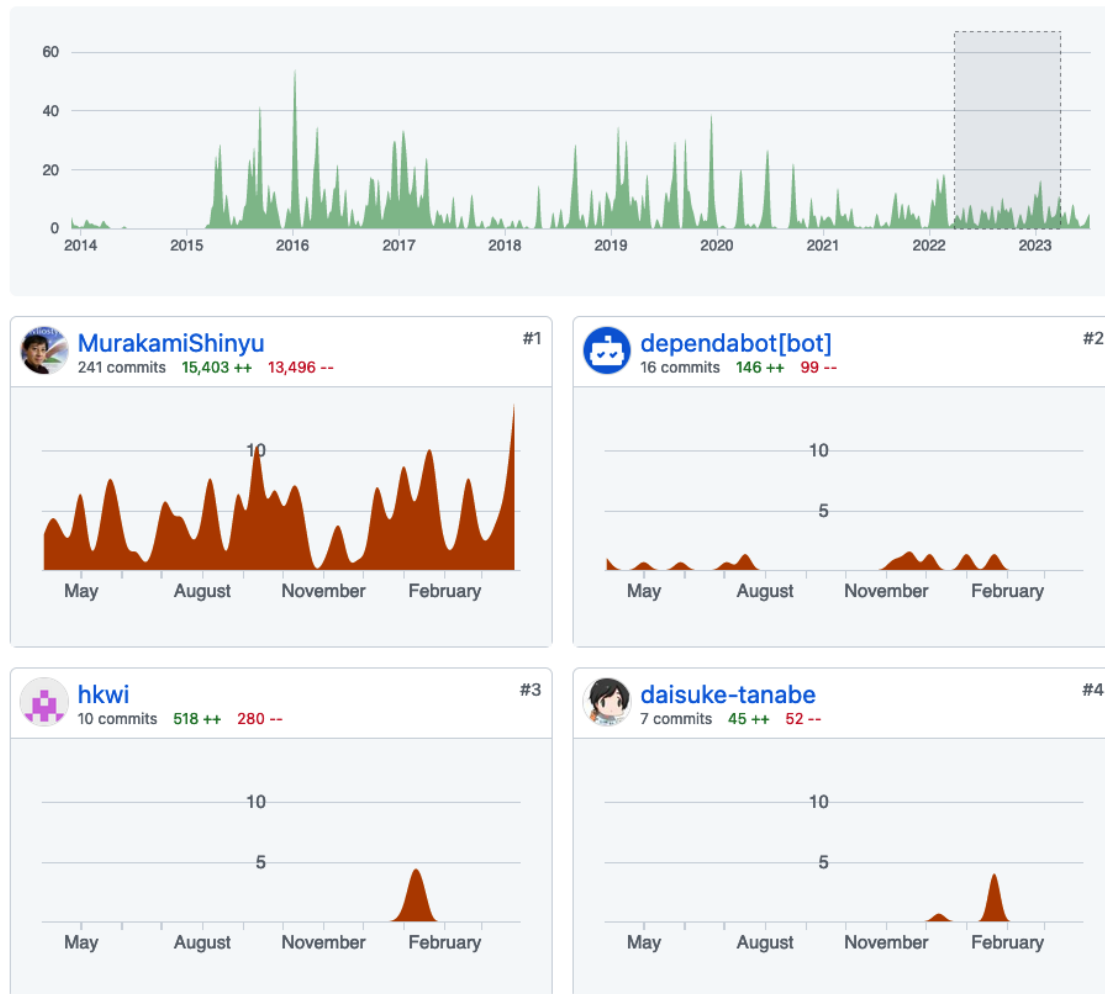 60
40
20
0
2014 2015 2016 2017 2018 2019 2020 2021 2022 2023
MurakamiShinyu #1
241 commits 15,403 ++ 13,496 --
10
May August November February
dependabot[bot] #2
16 commits 146 ++ 99 --
10
5
May August November February
hkwi #3
10 commits 518 ++ 280 --
10
5
May August November February
daisuke-tanabe #4
7 commits 45 ++ 52 --
10
5
May August November February